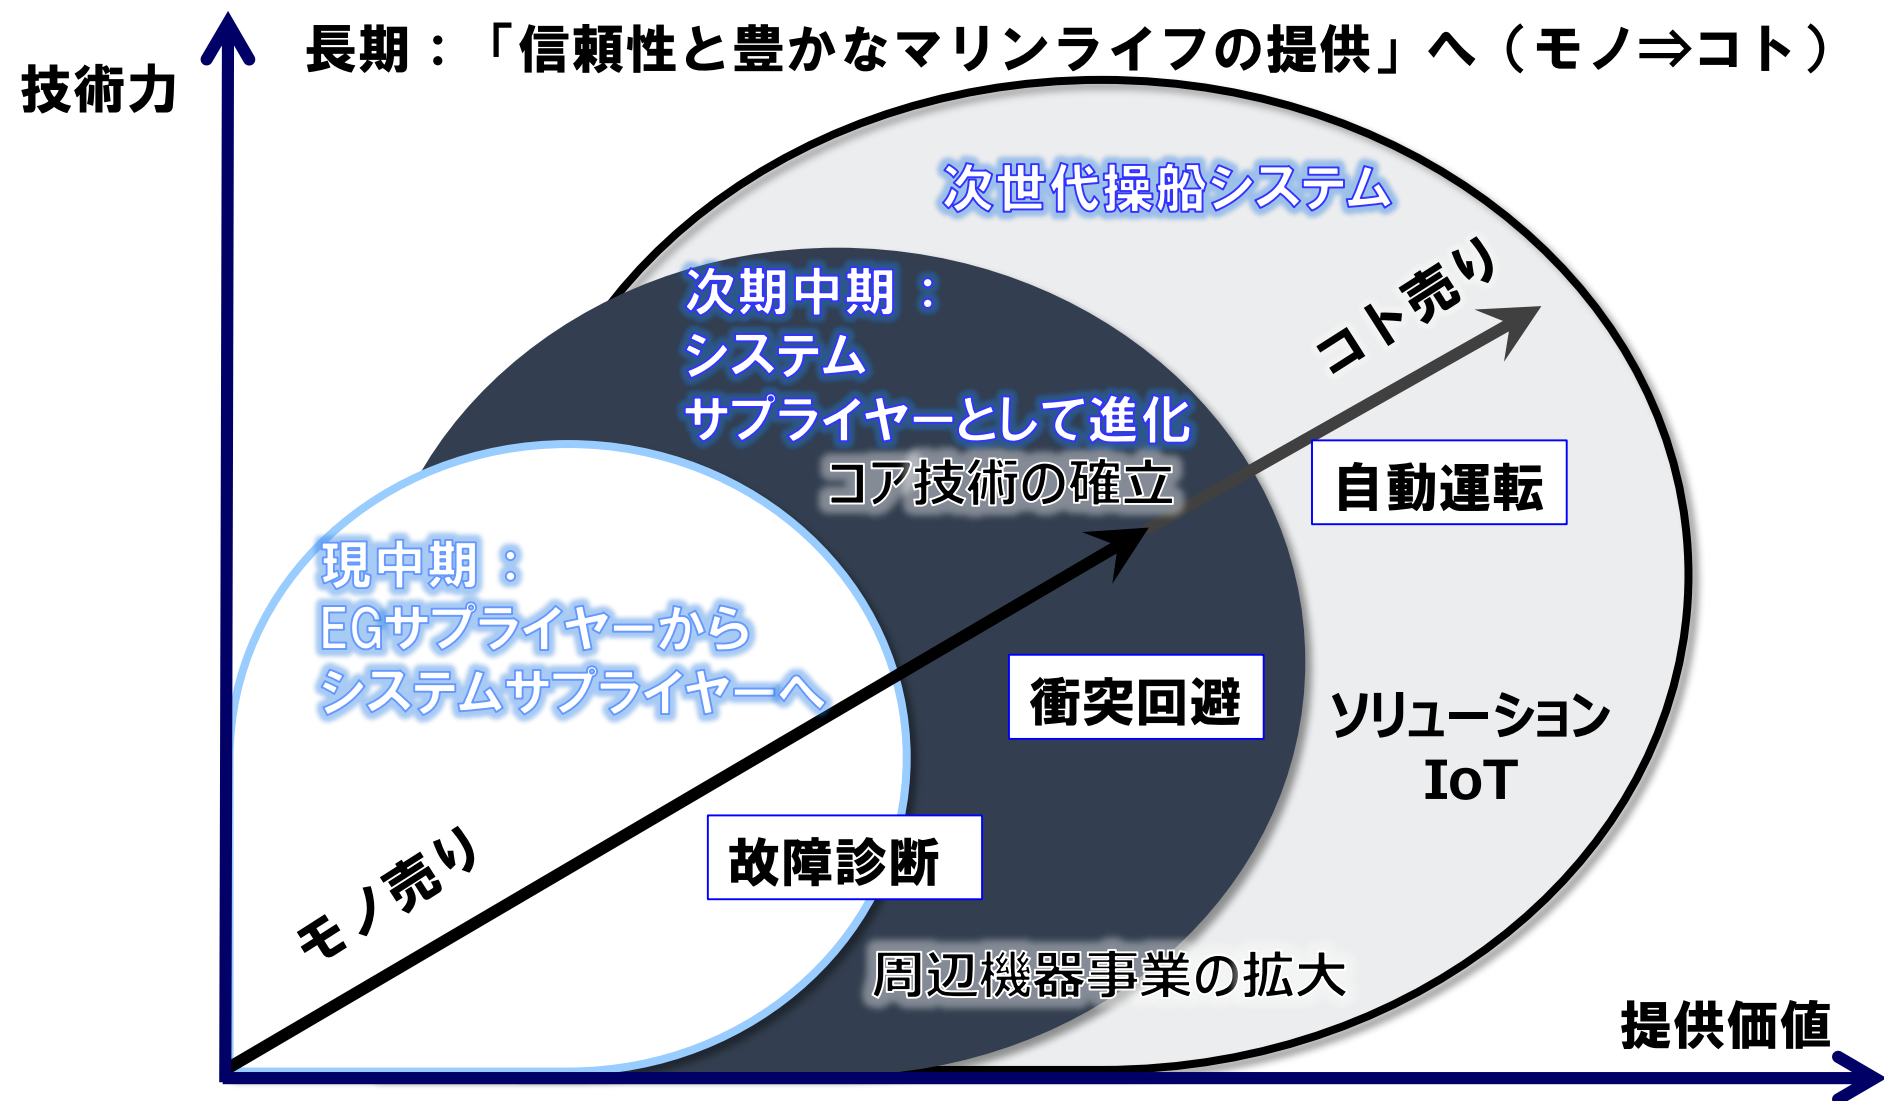 長期：「信頼性と豊かなマリンライフの提供」へ（モノ⇒コト）
技術力
次世代操船システム
コト売り
次期中期：
システム
サプライヤーとして進化
コア技術の確立
自動運転
現中期：
EGサプライヤーから
システムサプライヤーへ
衝突回避
ソリューション
IoT
モノ売り
故障診断
周辺機器事業の拡大
提供価値